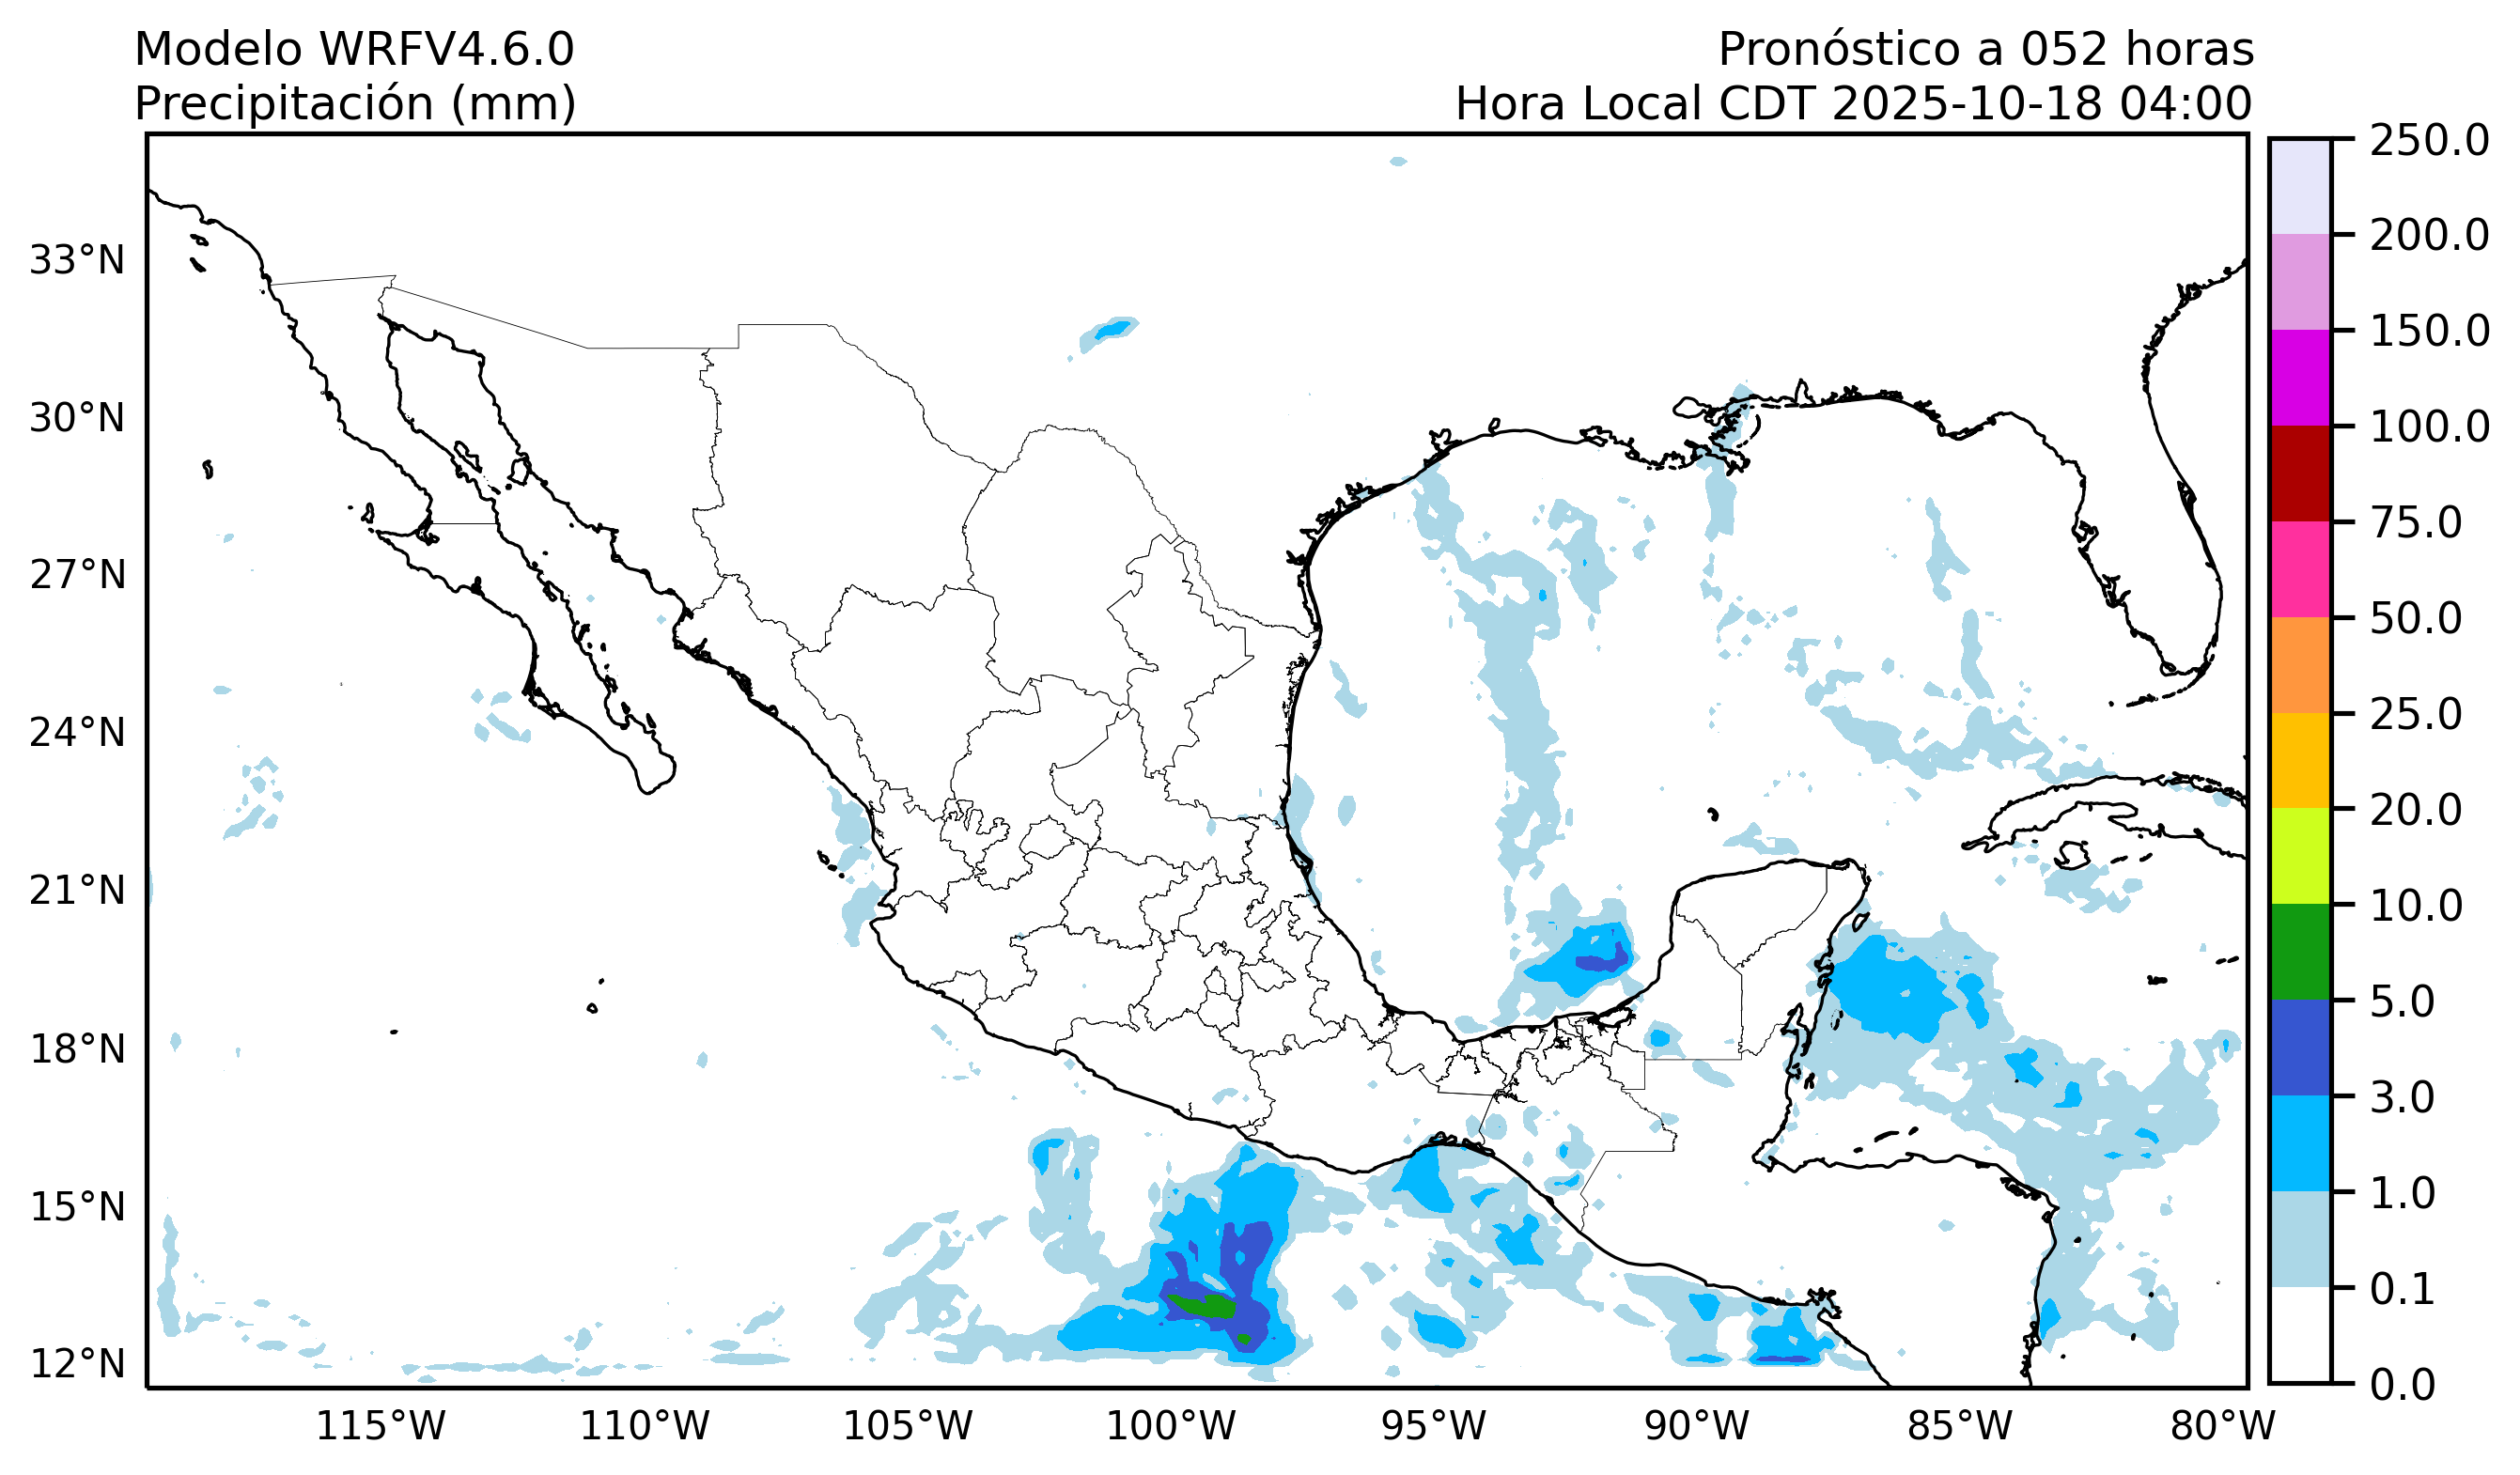 Modelo WRFV4.6.0
Pronóstico a 052 horas
Precipitación (mm)
Hora Local CDT 2025-10-18 04:00
250.0
200.0
150.0
100.0
75.0
50.0
25.0
20.0
10.0
5.0
3.0
1.0
0.1
0.0
33°N
30°N
27°N
24°N
21°N
18°N
15°N
12°N
115°W
110°W
105°W
100°W
95°W
90°W
85°W
80°W